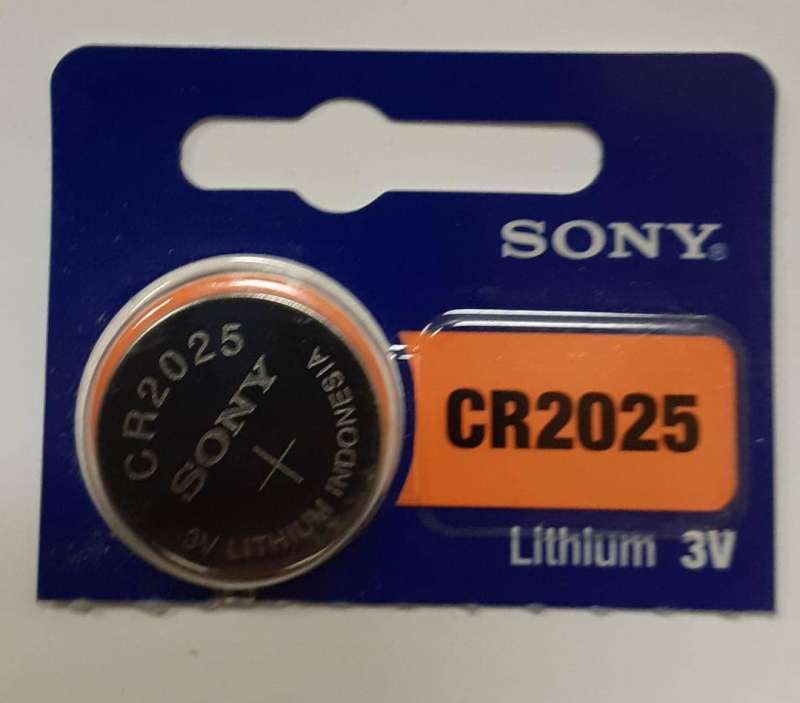 SONY®
CR2025
Lithium 3V
CR2025
SONY
+
3V LITHIUM INDONESIA